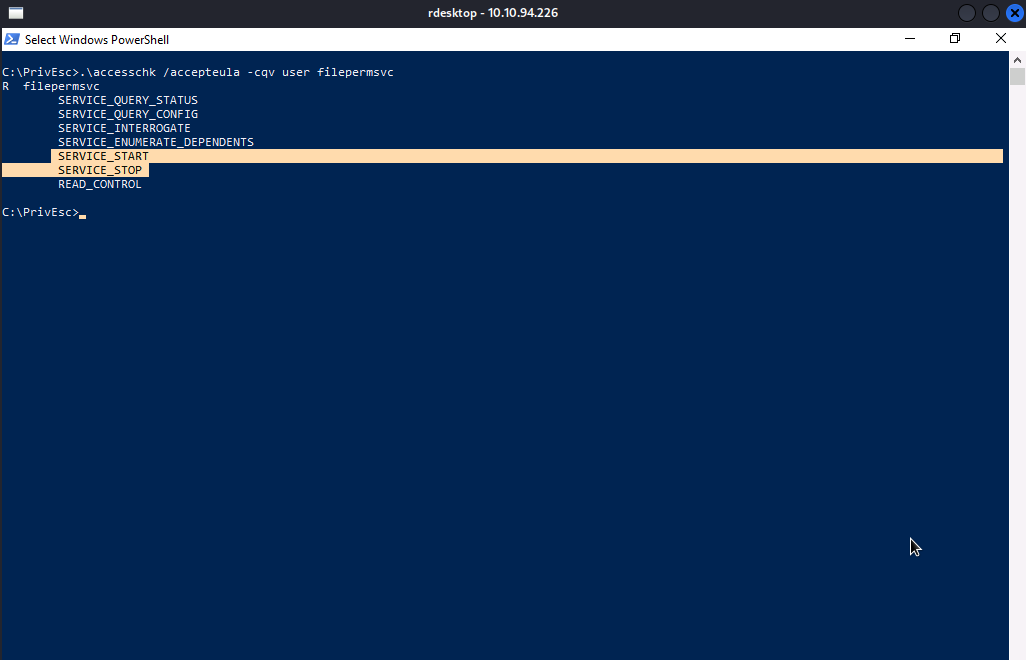 rdesktop - 10.10.94.226
Select Windows PowerShell
C:\PrivEsc>.\accesschk /accepteula -cqv user filepermsvc
R  filepermsvc
        SERVICE_QUERY_STATUS
        SERVICE_QUERY_CONFIG
        SERVICE_INTERROGATE
        SERVICE_ENUMERATE_DEPENDENTS
        SERVICE_START
        SERVICE_STOP
        READ_CONTROL
C:\PrivEsc>